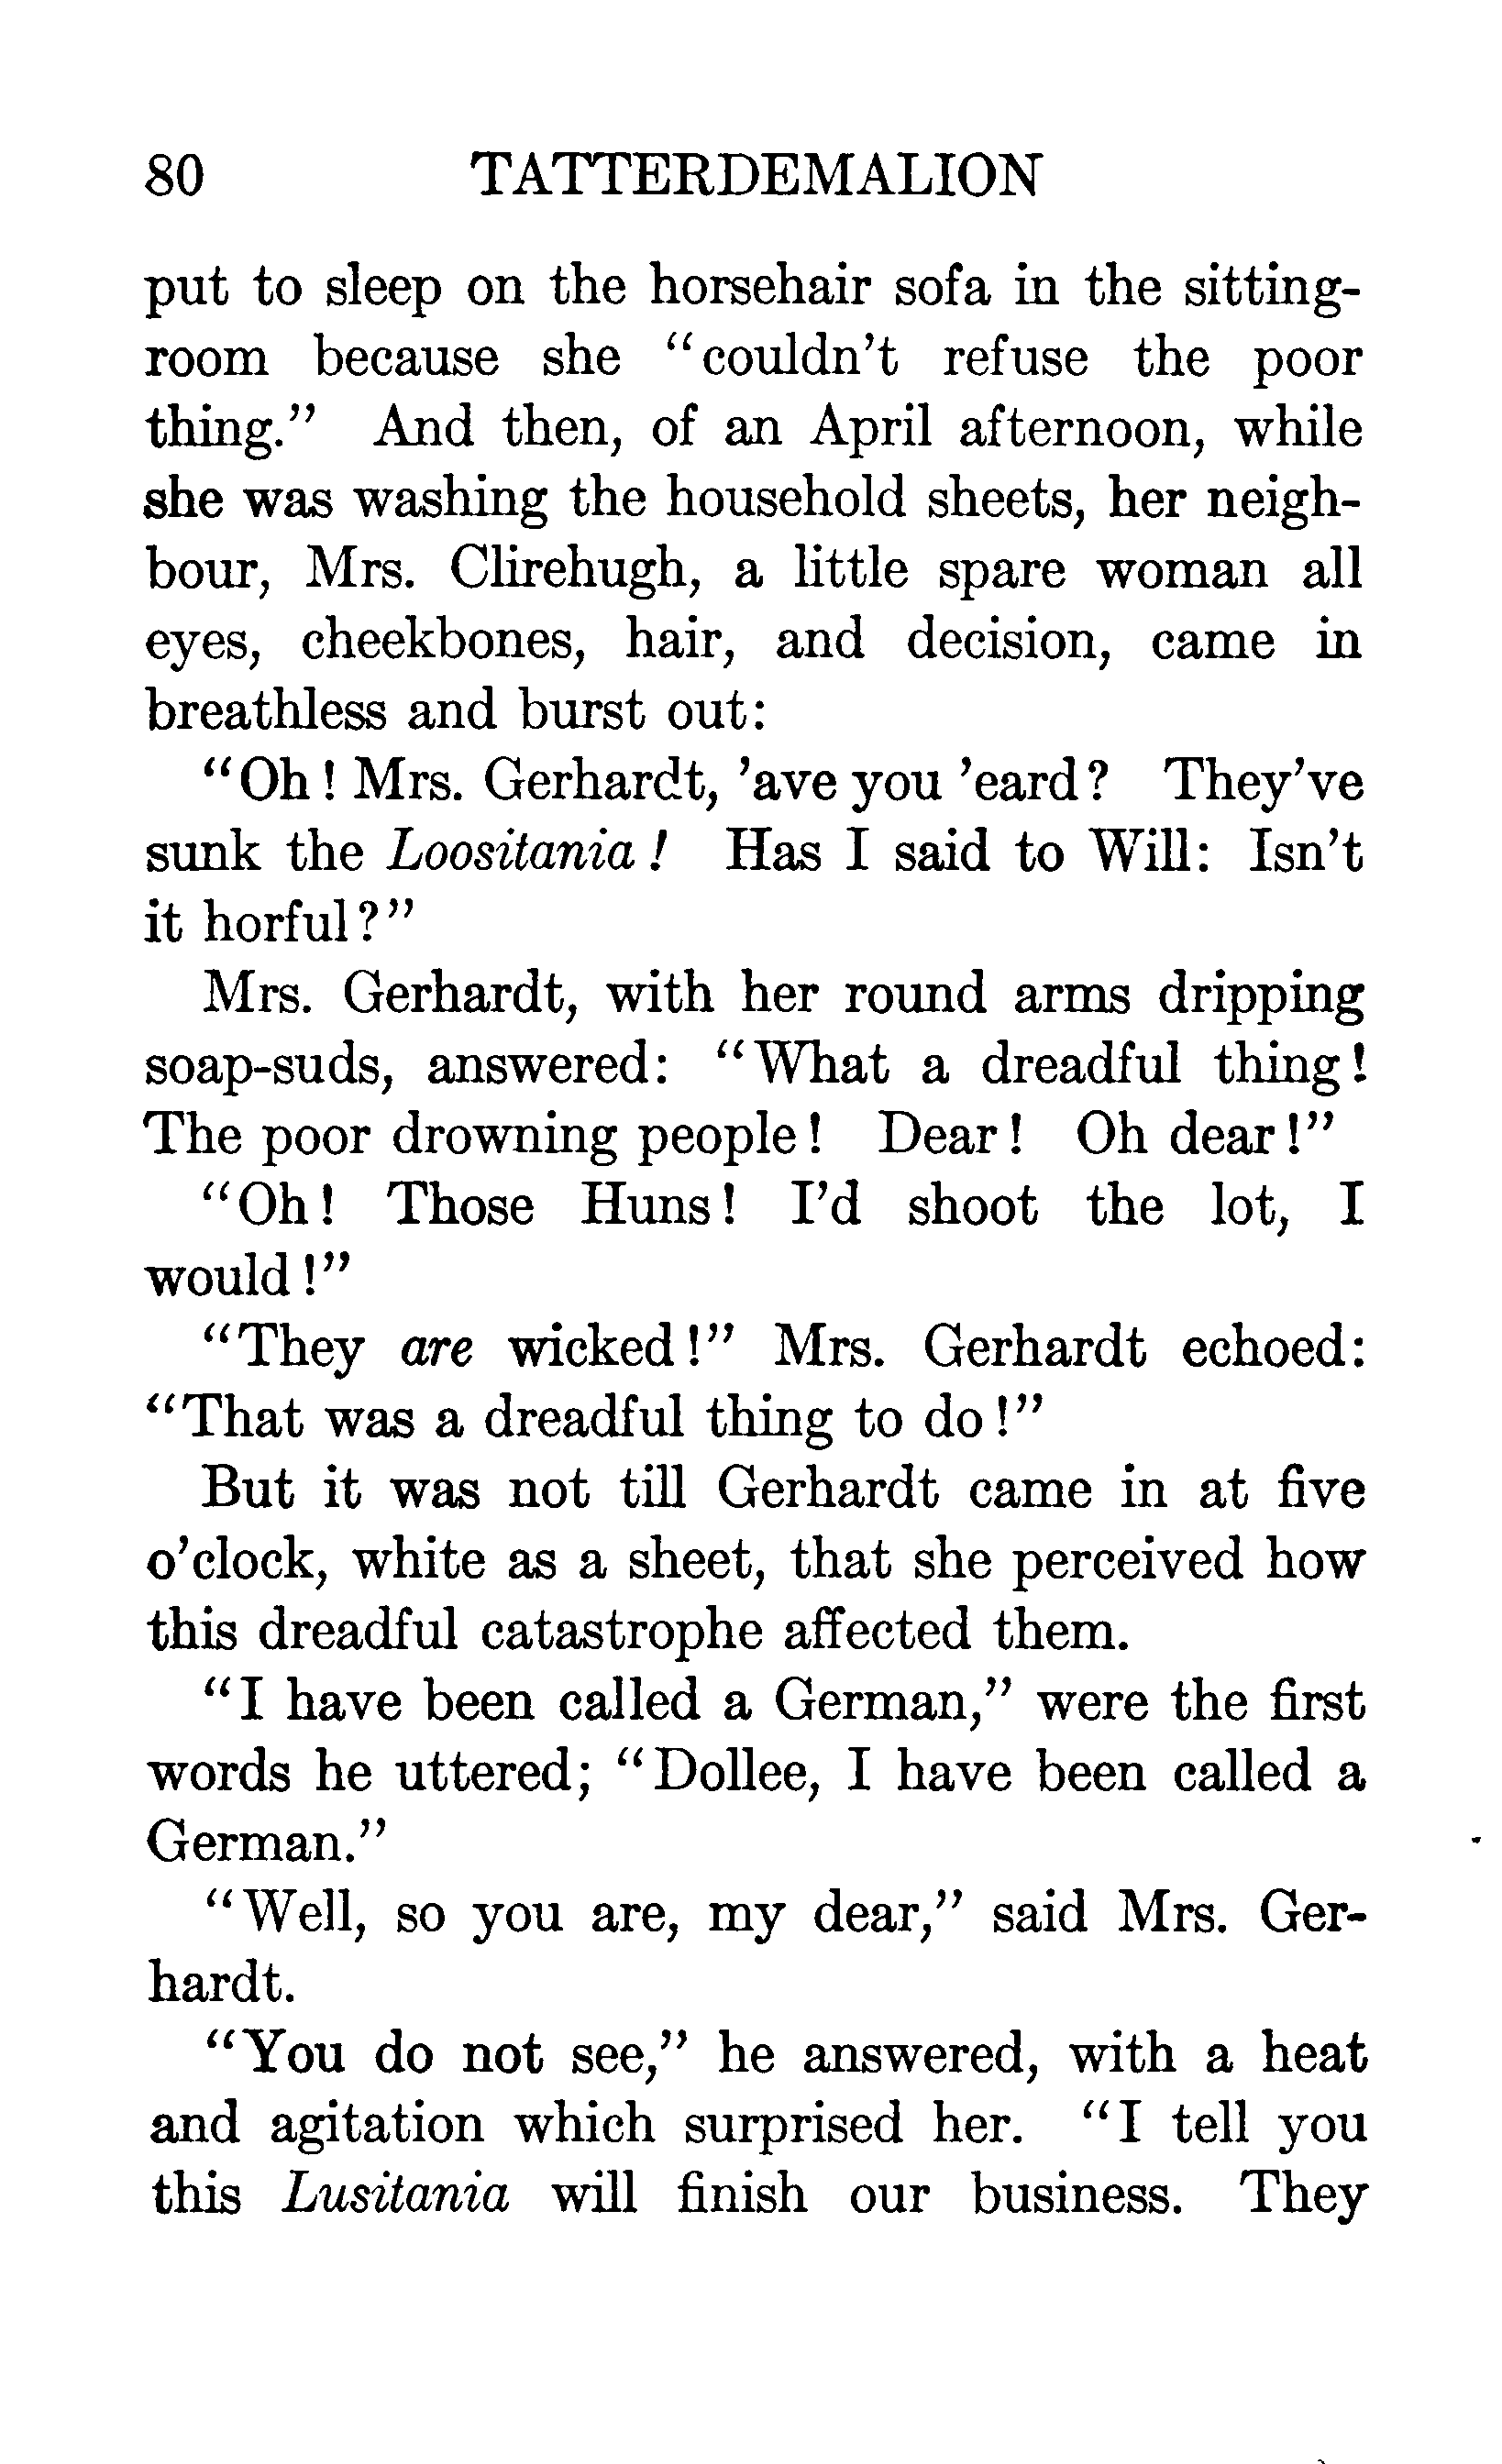 80 TATTERDEMALION
put to sleep on the horsehair sofa in the sitting-
room because she “couldn’t refuse the poor
thing.” And then, of an April afternoon, while
she was washing the household sheets, her neigh-
bour, Mrs. Clirehugh, a little spare woman all
eyes, cheekbones, hair, and decision, came in
breathless and burst out:
“Oh! Mrs. Gerhardt, ’ave you ’eard? They’ve
sunk the Loositania! Has I said to Will: Isn’t
it horful?”
Mrs. Gerhardt, with her round arms dripping
soap-suds, answered: “What a dreadful thing!
The poor drowning people! Dear! Oh dear!”
“Oh! Those Huns! I’d shoot the lot, I
would!”
“They are wicked!” Mrs. Gerhardt echoed:
“That was a dreadful thing to do!”
But it was not till Gerhardt came in at five
o’clock, white as a sheet, that she perceived how
this dreadful catastrophe affected them.
“I have been called a German,” were the first
words he uttered; “Dollee, I have been called a
German.”
“Well, so you are, my dear,” said Mrs. Ger-
hardt.
“You do not see,” he answered, with a heat
and agitation which surprised her. “I tell you
this Lusitania will finish our business. They